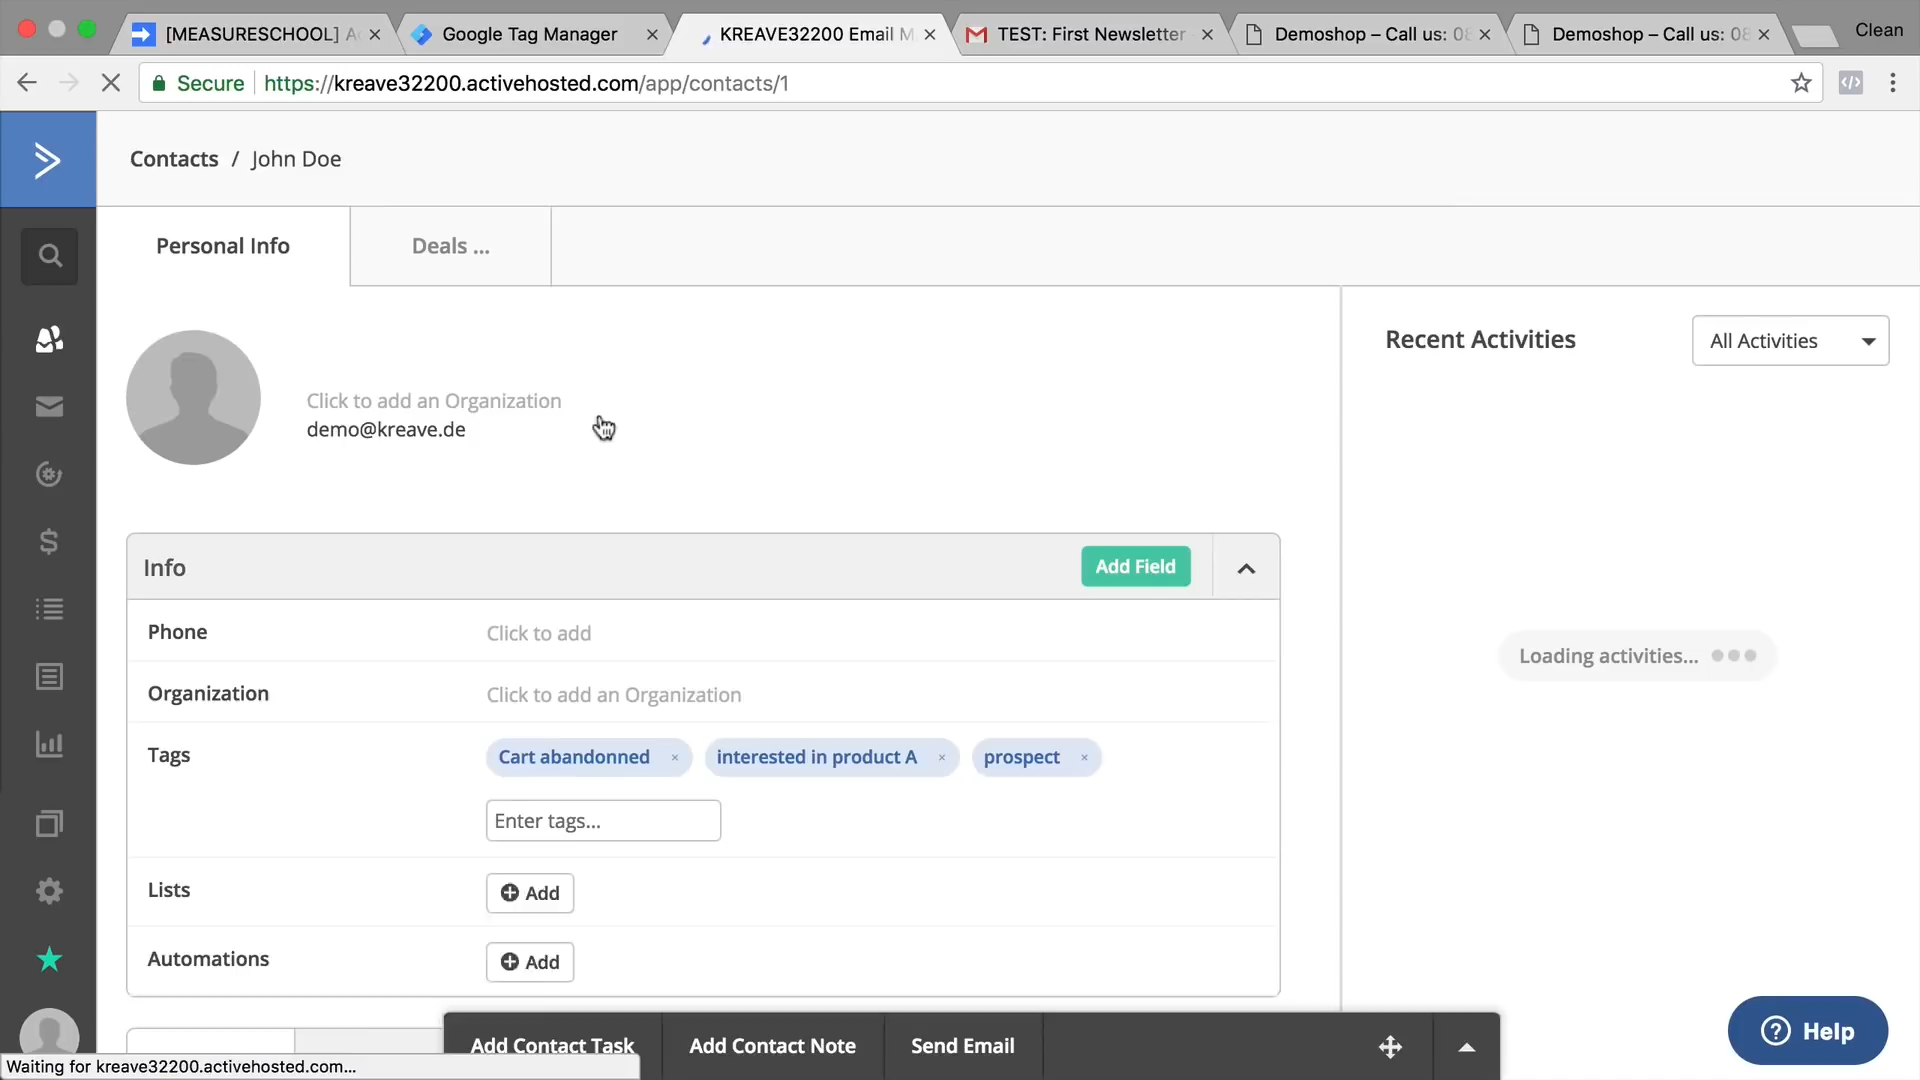 [MEASURESCHOOL] A
Google Tag Manager
KREAVE32200 Email M
TEST: First Newsletter
Demoshop – Call us: 08
Demoshop – Call us: 08
Clean
Secure
https://kreave32200.activehosted.com/app/contacts/1
Contacts / John Doe
Personal Info
Deals ...
Click to add an Organization
demo@kreave.de
Recent Activities
All Activities
Info
Add Field
Phone
Click to add
Organization
Click to add an Organization
Tags
Cart abandonned ×
interested in product A ×
prospect ×
Enter tags...
Lists
Add
Automations
Add
Loading activities...
Add Contact Task
Add Contact Note
Send Email
Help
Waiting for kreave32200.activehosted.com...